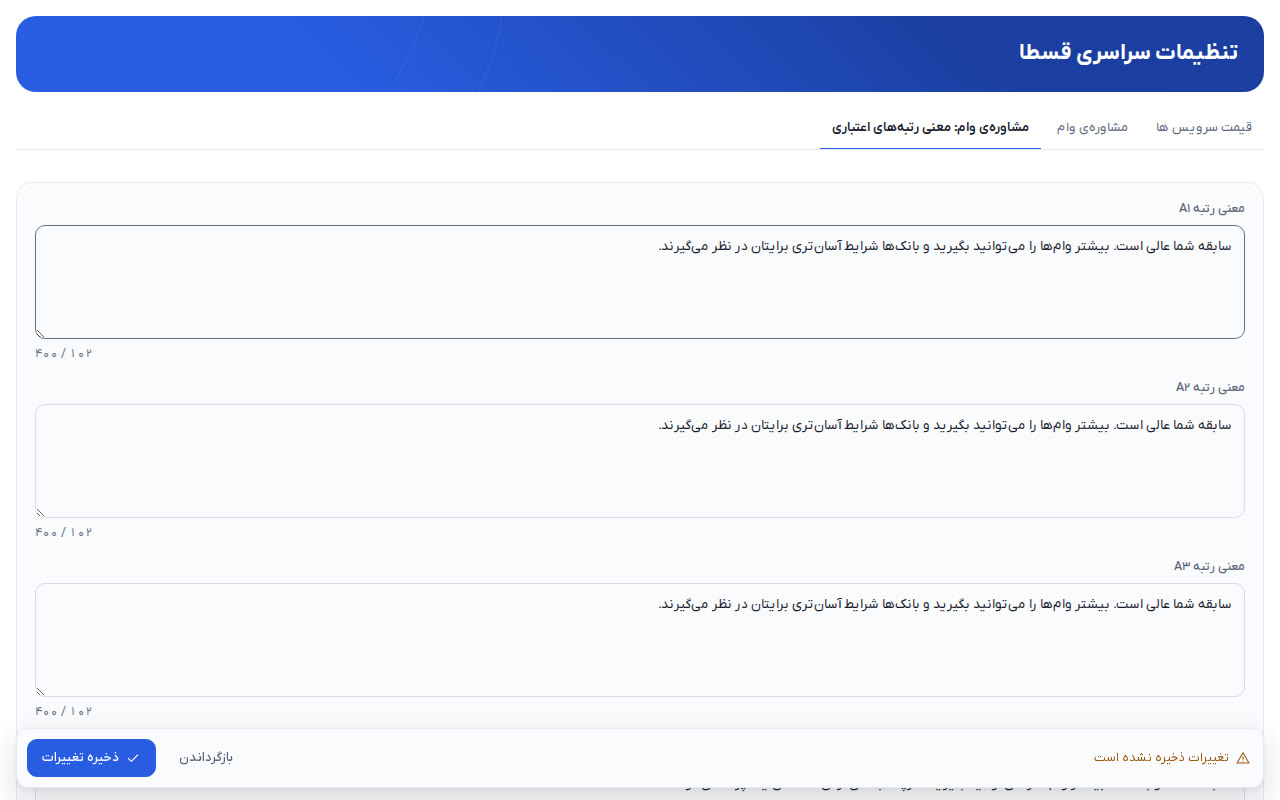 تنظیمات سراسری قسطا
قیمت سرویس ها
مشاوره‌ی وام
مشاوره‌ی وام: معنی رتبه‌های اعتباری
معنی رتبه A۱
سابقه شما عالی است. بیشتر وام‌ها را می‌توانید بگیرید و بانک‌ها شرایط آسان‌تری برایتان در نظر می‌گیرند.
۱۰۲ / ۴۰۰
معنی رتبه A۲
سابقه شما عالی است. بیشتر وام‌ها را می‌توانید بگیرید و بانک‌ها شرایط آسان‌تری برایتان در نظر می‌گیرند.
۱۰۲ / ۴۰۰
معنی رتبه A۳
سابقه شما عالی است. بیشتر وام‌ها را می‌توانید بگیرید و بانک‌ها شرایط آسان‌تری برایتان در نظر می‌گیرند.
۱۰۲ / ۴۰۰
تغییرات ذخیره نشده است
بازگرداندن
ذخیره تغییرات